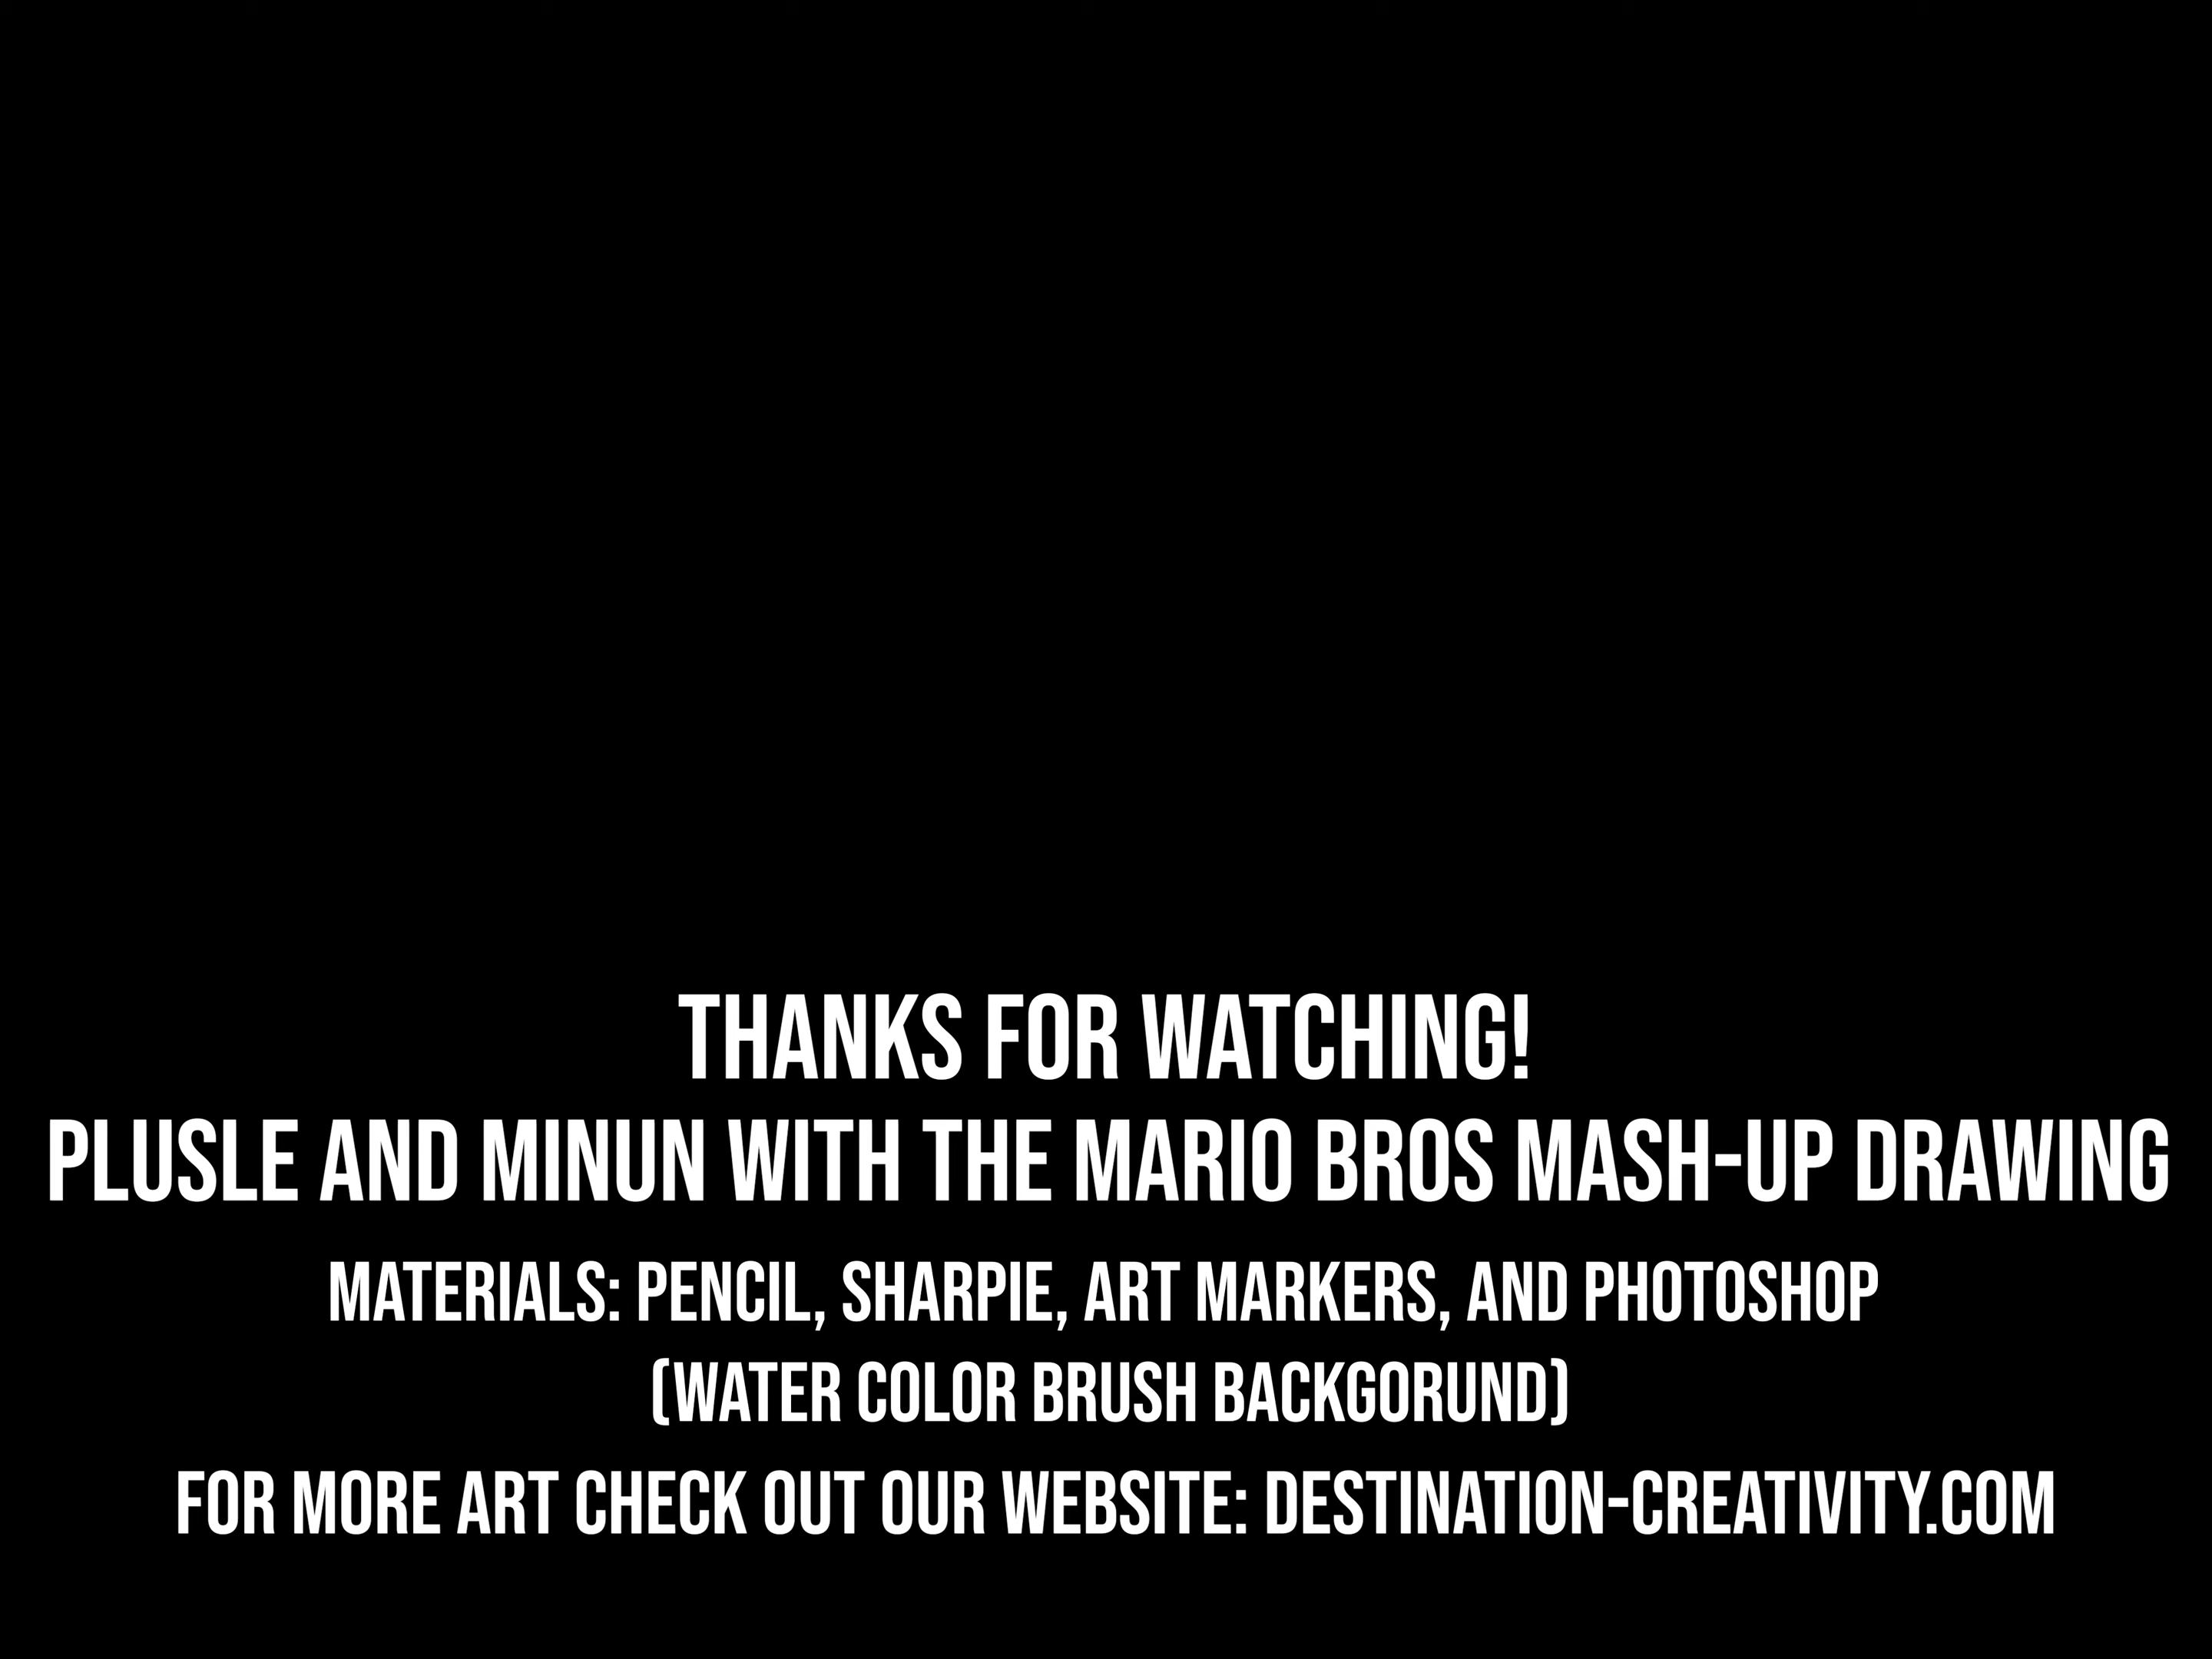 THANKS FOR WATCHING!
PLUSLE AND MINUN WITH THE MARIO BROS MASH-UP DRAWING
MATERIALS: PENCIL, SHARPIE, ART MARKERS, AND PHOTOSHOP
(WATER COLOR BRUSH BACKGORUND)
FOR MORE ART CHECK OUT OUR WEBSITE: DESTINATION-CREATIVITY.COM